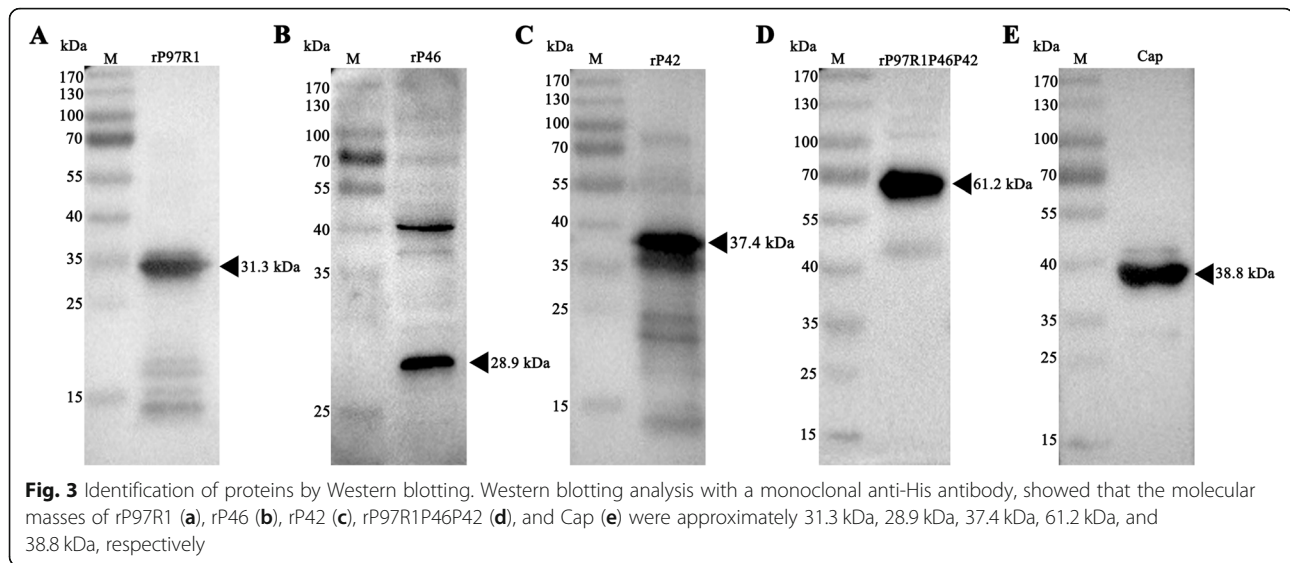 A
kDa
M
rP97R1
170
130
100
70
55
40
35
25
15
31.3 kDa
B
kDa
M
rP46
170
130
100
70
55
40
35
25
28.9 kDa
C
kDa
M
rP42
170
130
100
70
55
40
35
25
15
37.4 kDa
D
kDa
M
rP97R1P46P42
170
130
100
70
55
40
35
25
15
61.2 kDa
E
kDa
M
Cap
170
130
100
70
55
40
35
25
15
38.8 kDa
Fig. 3 Identification of proteins by Western blotting. Western blotting analysis with a monoclonal anti-His antibody, showed that the molecular
masses of rP97R1 (a), rP46 (b), rP42 (c), rP97R1P46P42 (d), and Cap (e) were approximately 31.3 kDa, 28.9 kDa, 37.4 kDa, 61.2 kDa, and
38.8 kDa, respectively